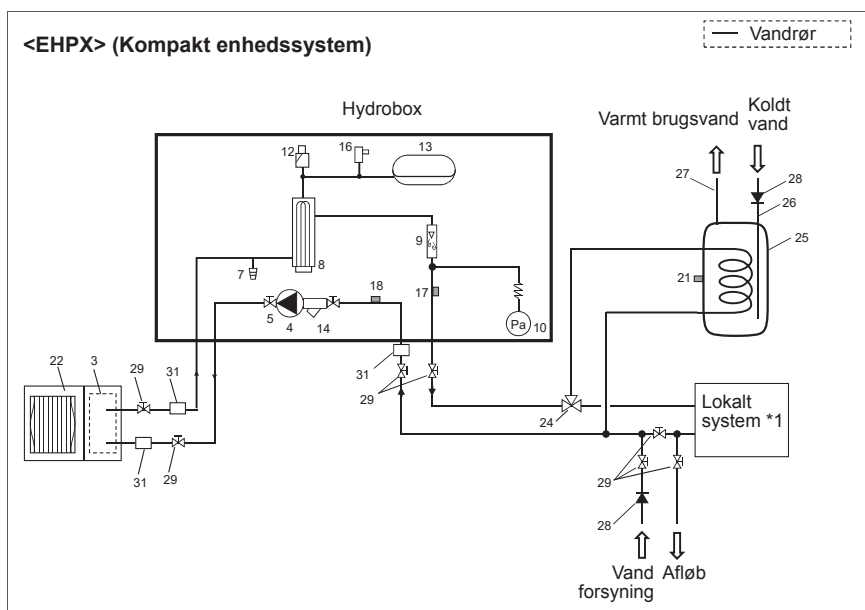 <EHPX> (Kompakt enhedssystem)
Vandrør
Hydrobox
Varmt brugsvand
Koldt
vand
12
16
13
27
28
26
25
9
7
8
21
18
17
5
4
14
Pa
10
22
3
29
31
31
29
24
Lokalt
system *1
31
29
29
28
Vand
forsyning
Afløb